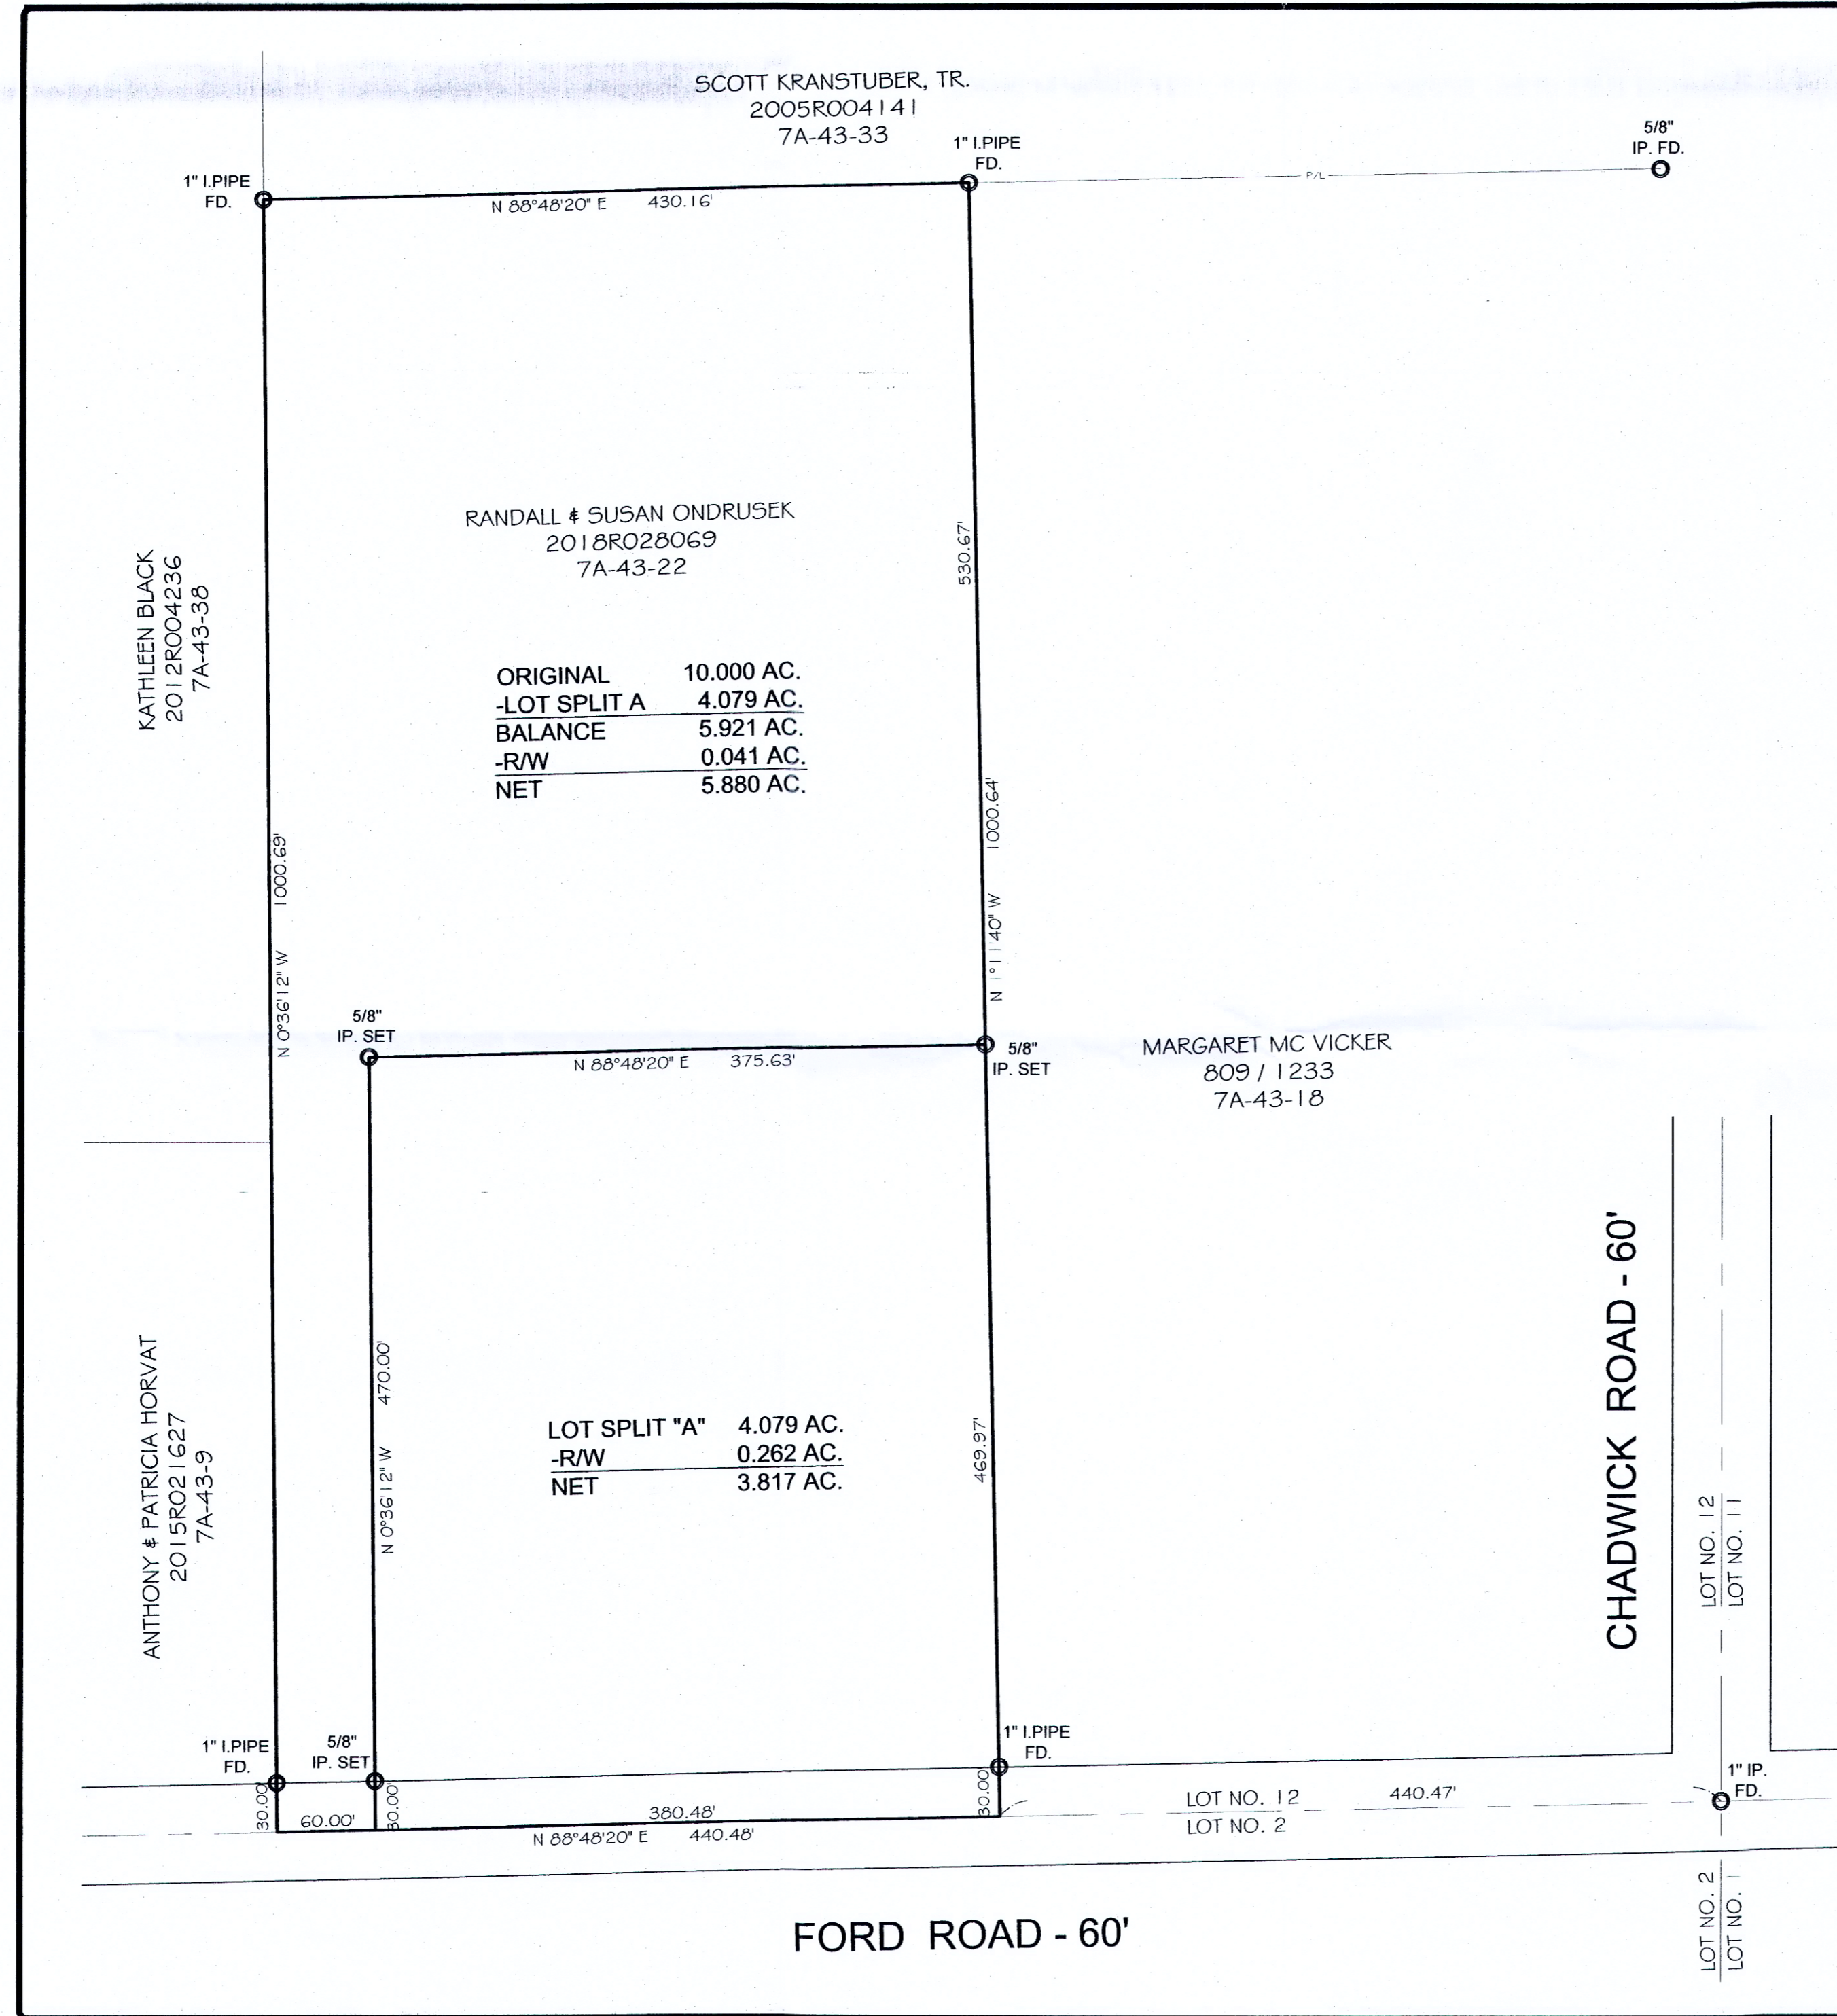 SCOTT KRANSTUBER, TR.
2005R004141
7A-43-33
1" I.PIPE
FD.
5/8"
IP. FD.
1" I.PIPE
FD.
N 88°48'20" E 430.16'
P/L
RANDALL & SUSAN ONDRUSEK
2018R028069
7A-43-22
530.67'
KATHLEEN BLACK
2012R004236
7A-43-38
ORIGINAL 10.000 AC.
-LOT SPLIT A 4.079 AC.
BALANCE 5.921 AC.
-R/W 0.041 AC.
NET 5.880 AC.
N 0°36'12" W 1000.69'
N 1°11'40" W 1000.64'
5/8"
IP. SET
N 88°48'20" E 375.63'
5/8"
IP. SET
MARGARET MC VICKER
809 / 1233
7A-43-18
ANTHONY & PATRICIA HORVAT
2015R021627
7A-43-9
N 0°36'12" W 470.00'
LOT SPLIT "A" 4.079 AC.
-R/W 0.262 AC.
NET 3.817 AC.
469.97'
CHADWICK ROAD - 60'
LOT NO. 12
LOT NO. 11
1" I.PIPE
FD.
5/8"
IP. SET
1" I.PIPE
FD.
1" IP.
FD.
30.00'
60.00'
30.00'
380.48'
30.00'
N 88°48'20" E 440.48'
LOT NO. 12 440.47'
LOT NO. 2
LOT NO. 2
LOT NO. 1
FORD ROAD - 60'